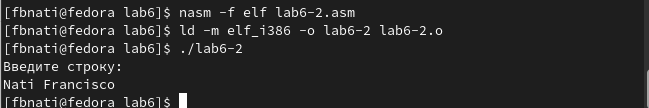 [fbnati@fedora lab6]$ nasm -f elf lab6-2.asm
[fbnati@fedora lab6]$ ld -m elf_i386 -o lab6-2 lab6-2.o
[fbnati@fedora lab6]$ ./lab6-2
Введите строку:
Nati Francisco
[fbnati@fedora lab6]$